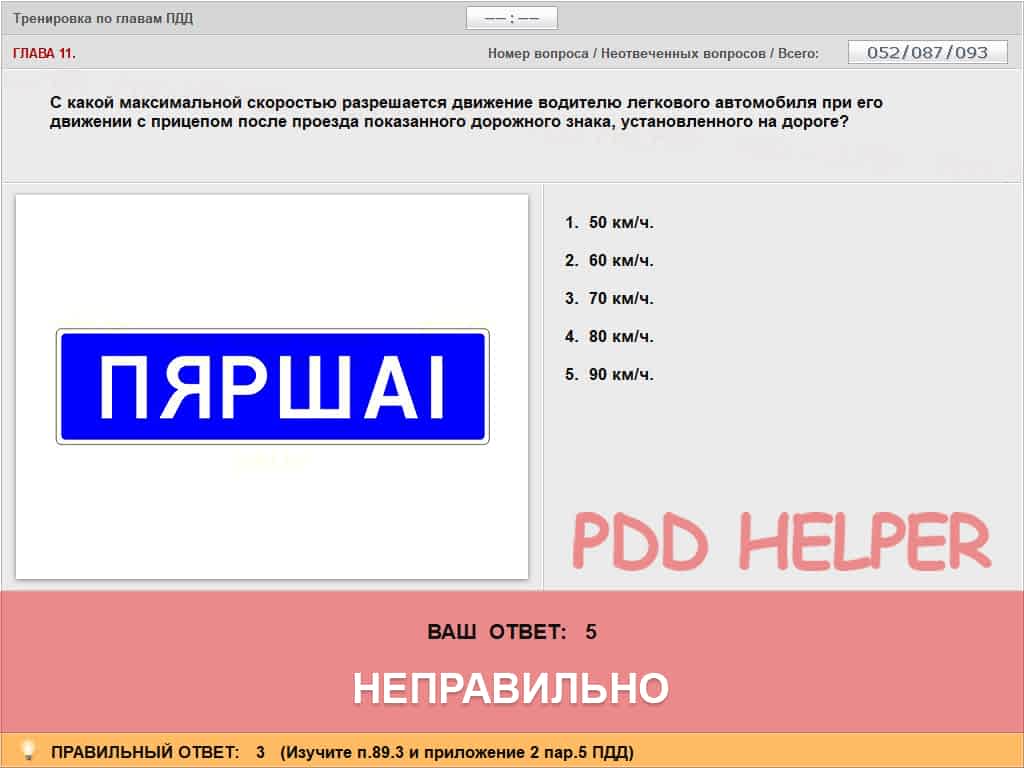 Тренировка по главам ПДД
−− : −−
ГЛАВА 11.
Номер вопроса / Неотвеченных вопросов / Всего:
052/087/093
С какой максимальной скоростью разрешается движение водителю легкового автомобиля при его
движении с прицепом после проезда показанного дорожного знака, установленного на дороге?
ПЯРШАІ
1. 50 км/ч.
2. 60 км/ч.
3. 70 км/ч.
4. 80 км/ч.
5. 90 км/ч.
PDD HELPER
ВАШ ОТВЕТ: 5
НЕПРАВИЛЬНО
ПРАВИЛЬНЫЙ ОТВЕТ: 3 (Изучите п.89.3 и приложение 2 пар.5 ПДД)